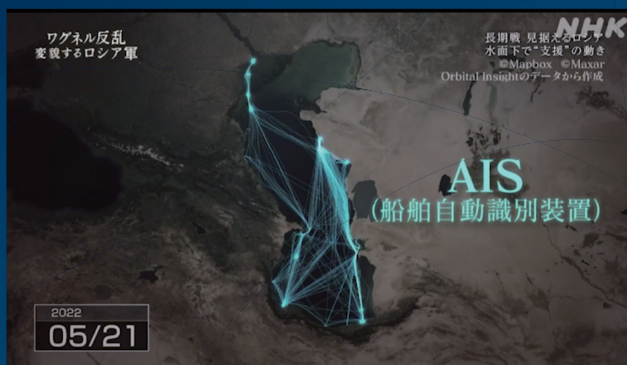 ワグネル反乱
変貌するロシア軍
NHK
長期戦 見据えるロシア
水面下で“支援”の動き
©Mapbox ©Maxar
Orbital Insightのデータから作成
AIS
(船舶自動識別装置)
2022
05/21